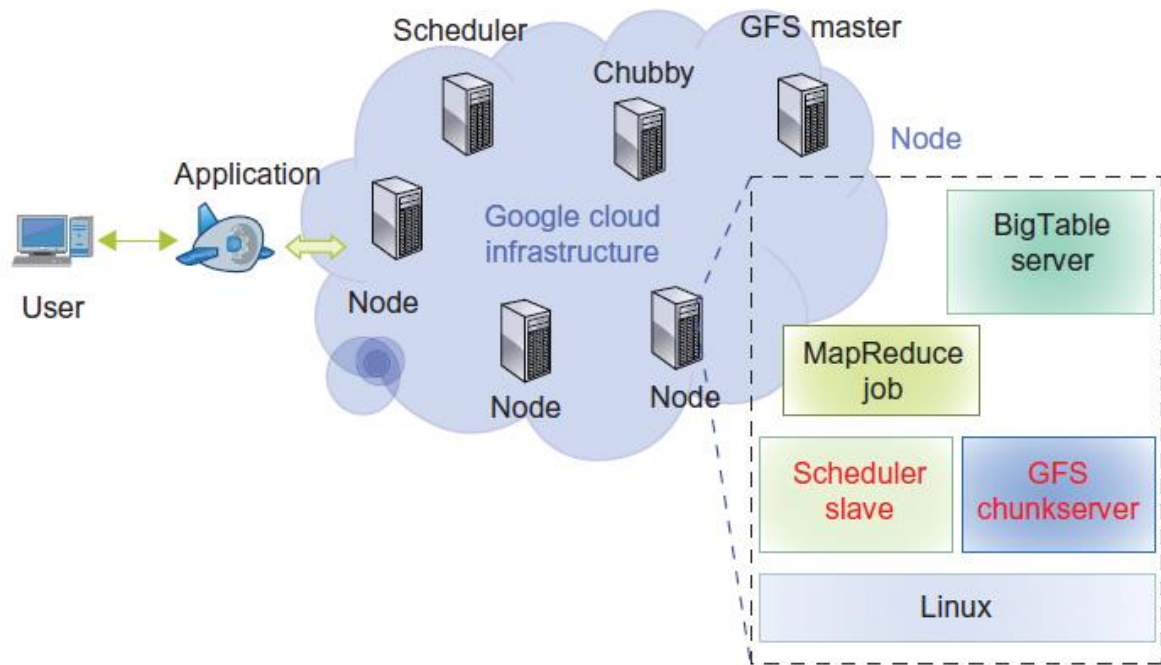 Scheduler
GFS master
Chubby
Node
Application
Google cloud
infrastructure
User
Node
Node
Node
BigTable
server
MapReduce
job
Scheduler
slave
GFS
chunkserver
Linux